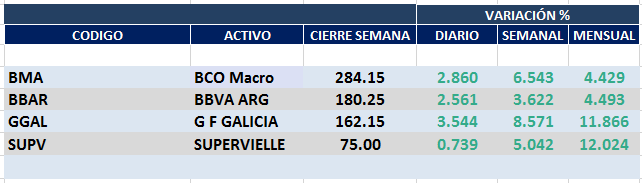 VARIACIÓN %
CODIGO ACTIVO CIERRE SEMANA DIARIO SEMANAL MENSUAL
BMA BCO Macro 284.15 2.860 6.543 4.429
BBAR BBVA ARG 180.25 2.561 3.622 4.493
GGAL G F GALICIA 162.15 3.544 8.571 11.866
SUPV SUPERVIELLE 75.00 0.739 5.042 12.024